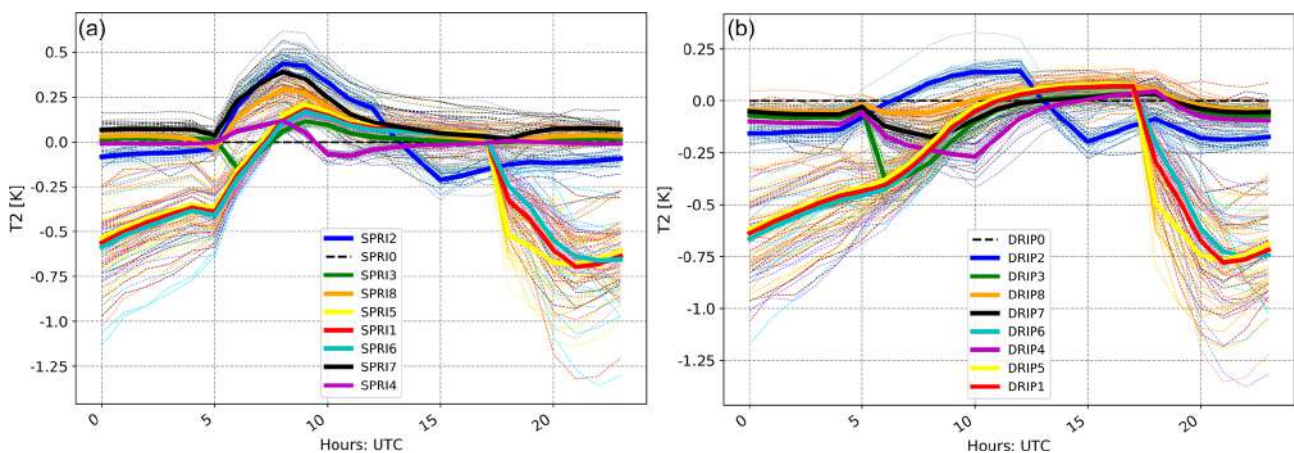 (a)
0.5
0.25
0.0
-0.25
-0.5
-0.75
-1.0
-1.25
T2 [K]
SPRI2
SPRI0
SPRI3
SPRI8
SPRI5
SPRI1
SPRI6
SPRI7
SPRI4
0
5
10
15
20
Hours: UTC
(b)
0.25
0.0
-0.25
-0.5
-0.75
-1.0
-1.25
T2 [K]
DRIP0
DRIP2
DRIP3
DRIP8
DRIP7
DRIP6
DRIP4
DRIP5
DRIP1
0
5
10
15
20
Hours: UTC